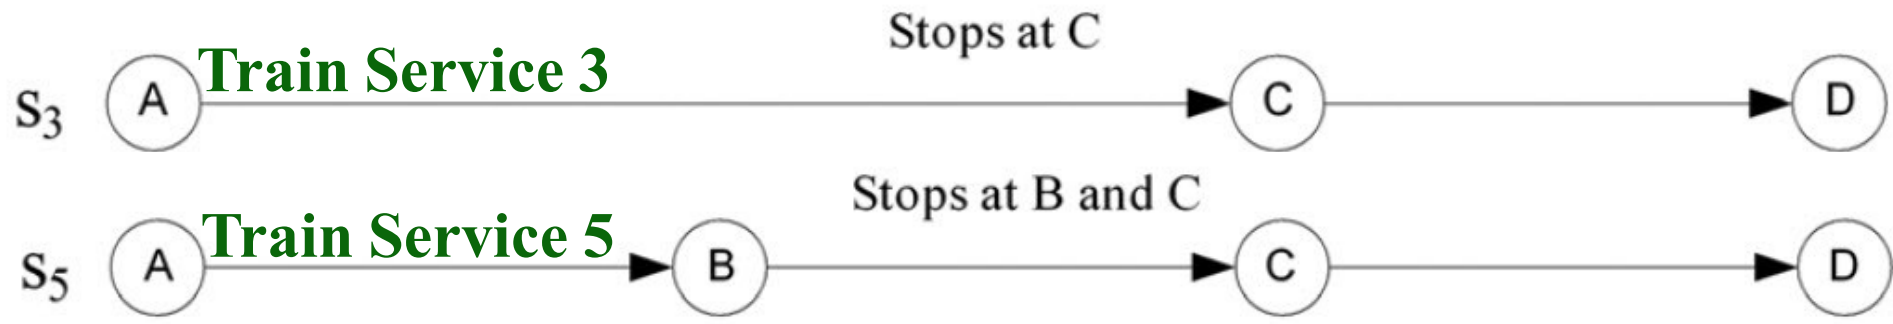 Stops at C
Train Service 3
S3 A C D
Stops at B and C
Train Service 5
S5 A B C D